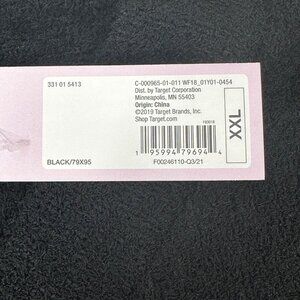 331 01 5413
C-000965-01-011 WF18_01Y01-0454
Dist. by Target Corporation
Minneapolis, MN 55403
Origin: China
©2019 Target Brands, Inc.
Shop Target.com
XXL
1 95994 79694 4
BLACK/79X95
F00246110-Q3/21